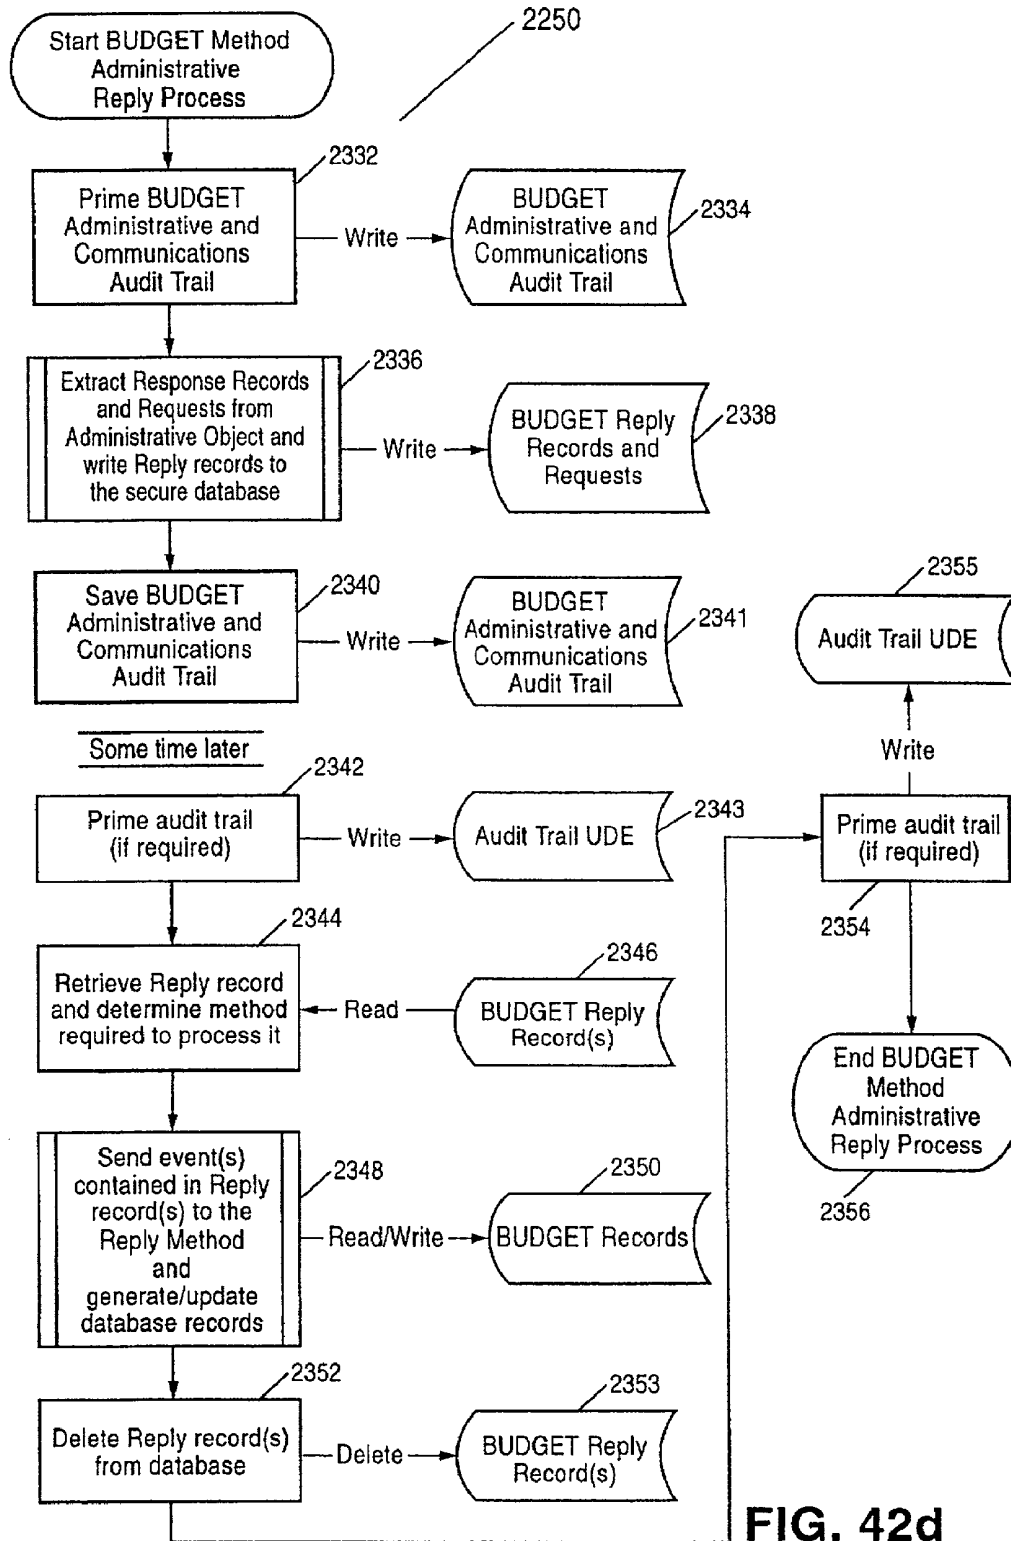 2250
Start BUDGET Method
Administrative
Reply Process
2332
Prime BUDGET
Administrative and
Communications
Audit Trail
Write
BUDGET
Administrative and
Communications
Audit Trail
2334
2336
Extract Response Records
and Requests from
Administrative Object and
write Reply records to
the secure database
Write
BUDGET Reply
Records and
Requests
2338
2340
Save BUDGET
Administrative and
Communications
Audit Trail
Write
BUDGET
Administrative and
Communications
Audit Trail
2341
Some time later
2342
Prime audit trail
(if required)
Write
Audit Trail UDE
2343
2344
Retrieve Reply record
and determine method
required to process it
Read
2346
BUDGET Reply
Record(s)
2348
Send event(s)
contained in Reply
record(s) to the
Reply Method
and
generate/update
database records
Read/Write
2350
BUDGET Records
2352
Delete Reply record(s)
from database
Delete
2353
BUDGET Reply
Record(s)
2355
Audit Trail UDE
Write
Prime audit trail
(if required)
2354
End BUDGET
Method
Administrative
Reply Process
2356
FIG. 42d